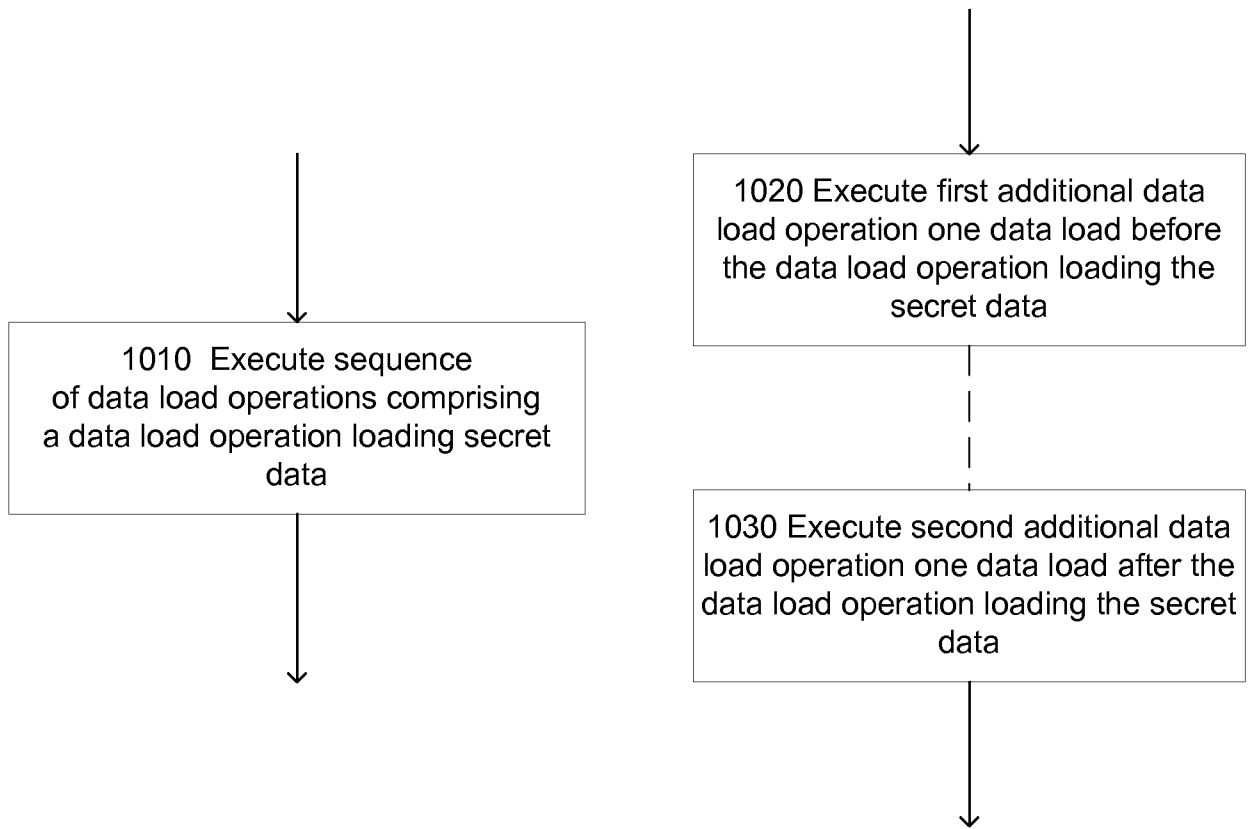 1010  Execute sequence
of data load operations comprising
a data load operation loading secret
data
1020 Execute first additional data
load operation one data load before
the data load operation loading the
secret data
1030 Execute second additional data
load operation one data load after the
data load operation loading the secret
data